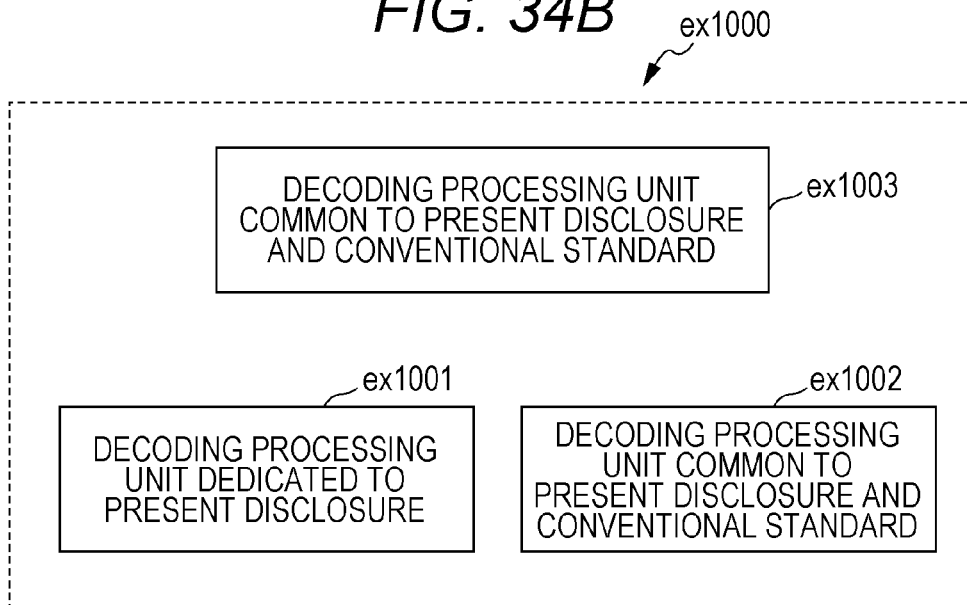 FIG. 34B
ex1000
DECODING PROCESSING UNIT
COMMON TO PRESENT DISCLOSURE
AND CONVENTIONAL STANDARD
ex1003
ex1001
DECODING PROCESSING
UNIT DEDICATED TO
PRESENT DISCLOSURE
ex1002
DECODING PROCESSING
UNIT COMMON TO
PRESENT DISCLOSURE AND
CONVENTIONAL STANDARD